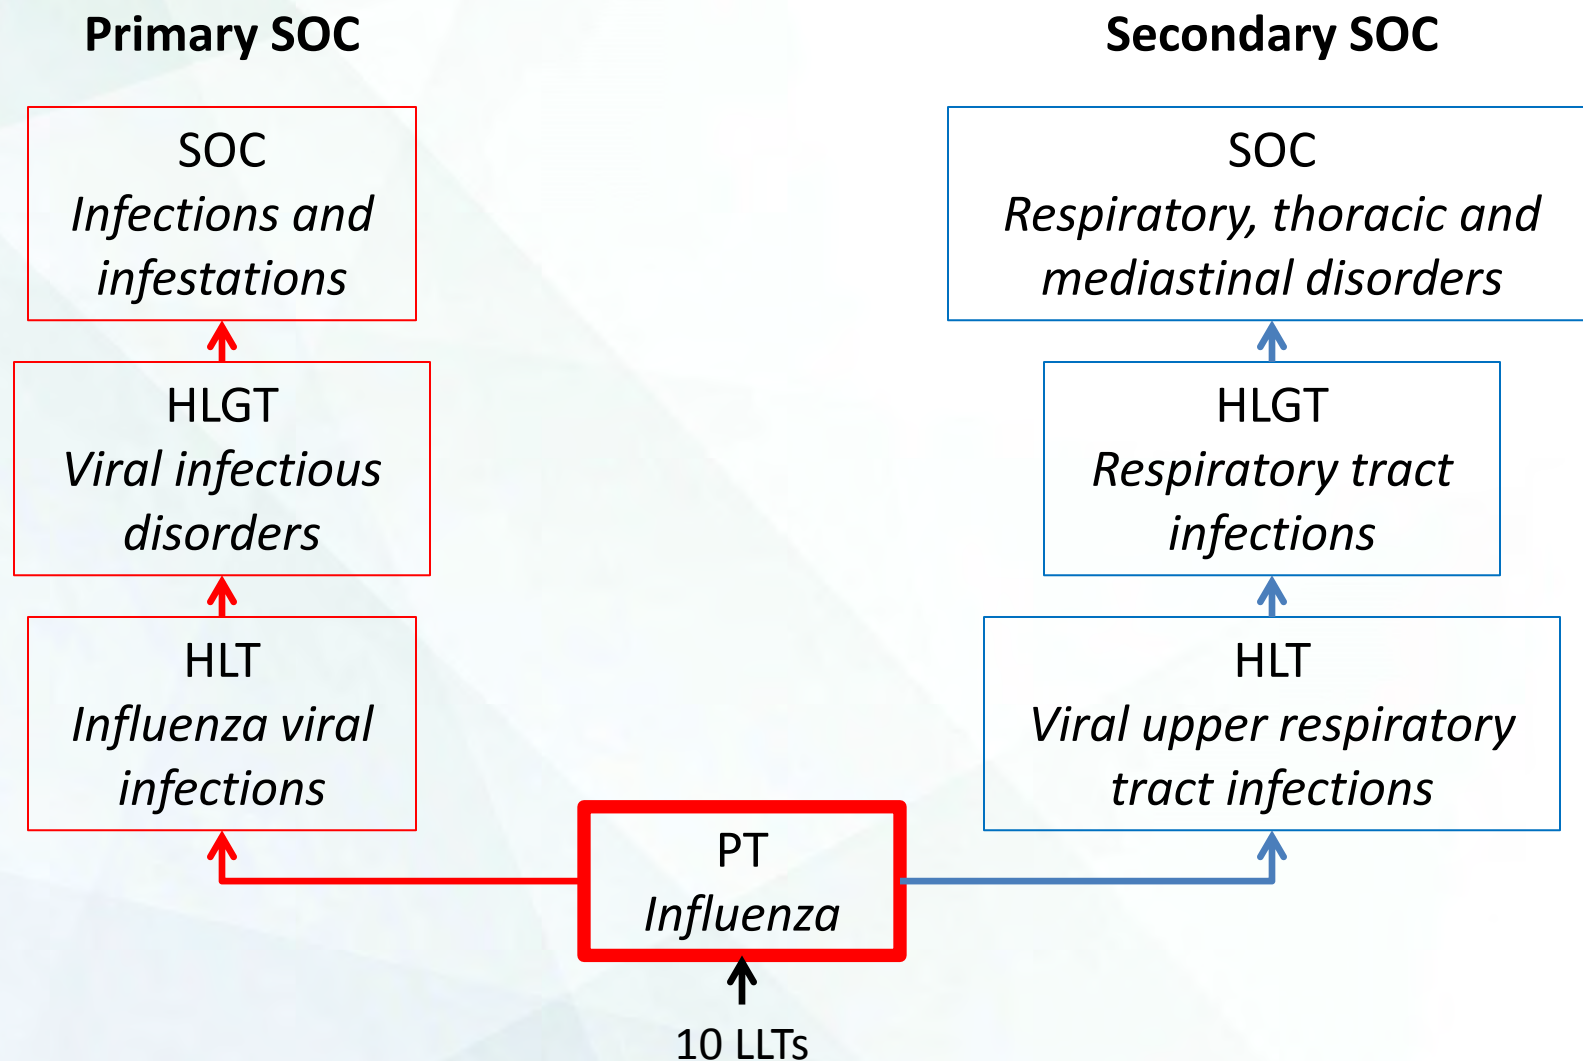 Primary SOC
SOC
Infections and
infestations
HLGT
Viral infectious
disorders
HLT
Influenza viral
infections
Secondary SOC
SOC
Respiratory, thoracic and
mediastinal disorders
HLGT
Respiratory tract
infections
HLT
Viral upper respiratory
tract infections
PT
Influenza
10 LLTs